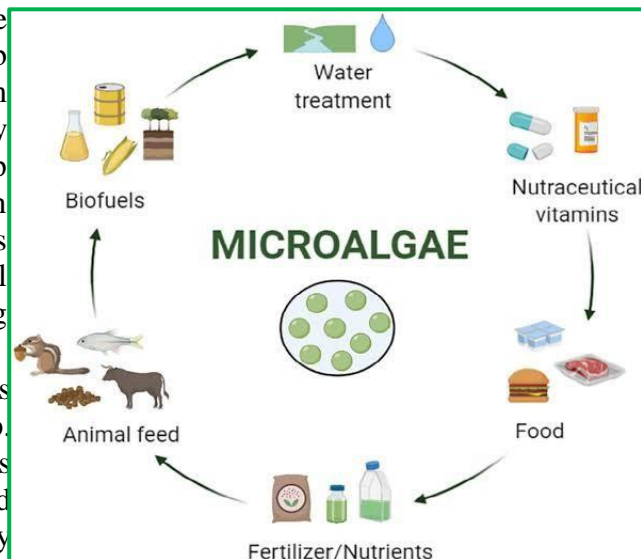 Water
treatment
Nutraceutical
vitamins
Food
Fertilizer/Nutrients
Animal feed
Biofuels
MICROALGAE